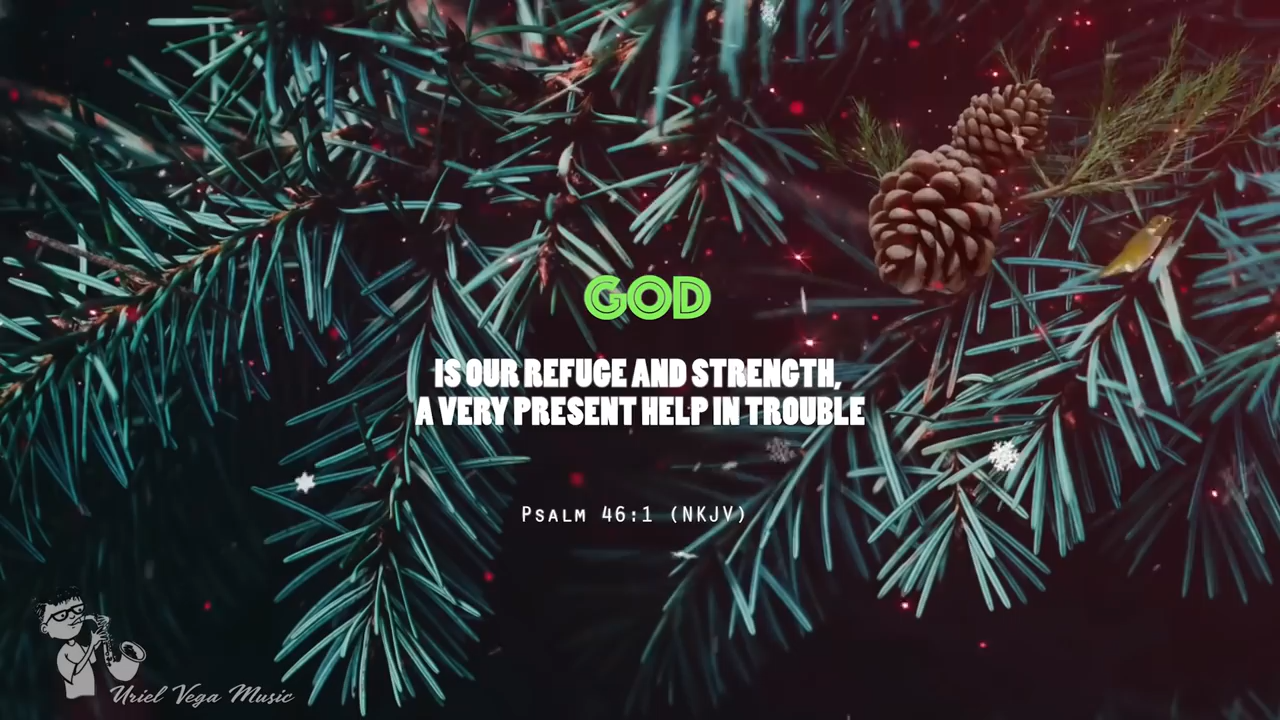 GOD
IS OUR REFUGE AND STRENGTH,
A VERY PRESENT HELP IN TROUBLE
Psalm 46:1 (NKJV)
Uriel Vega Music